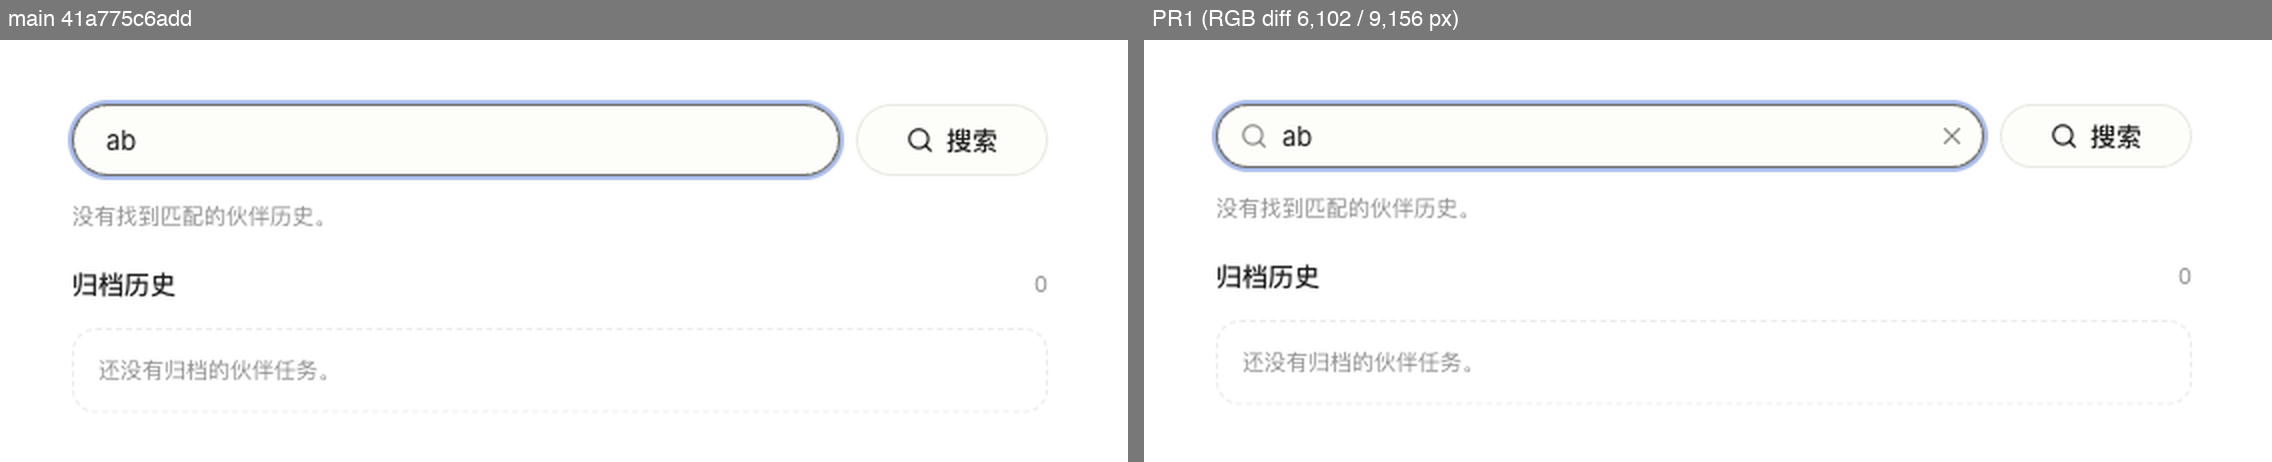 main 41a775c6add
ab
搜索
没有找到匹配的伙伴历史。
归档历史
0
还没有归档的伙伴任务。
PR1 (RGB diff 6,102 / 9,156 px)
ab
搜索
没有找到匹配的伙伴历史。
归档历史
0
还没有归档的伙伴任务。